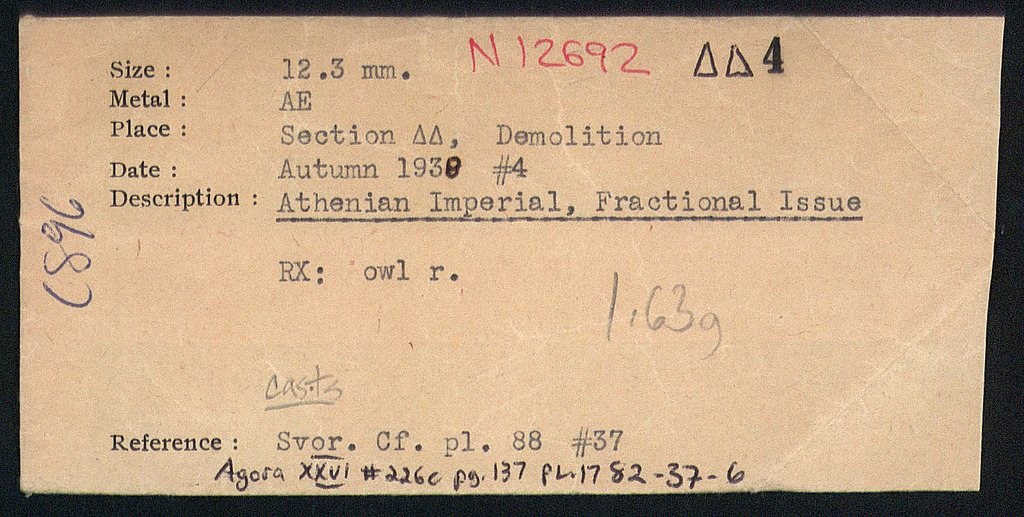 N 12692 ΔΔ 4
Size : 12.3 mm.
Metal : AE
Place : Section ΔΔ, Demolition
Date : Autumn 1938 #4
Description : Athenian Imperial, Fractional Issue
C896
RX: owl r.
1.63g
casts
Reference : Svor. Cf. pl. 88 #37
Agora XXVI #226c pg. 137 PL.17 82-37-6